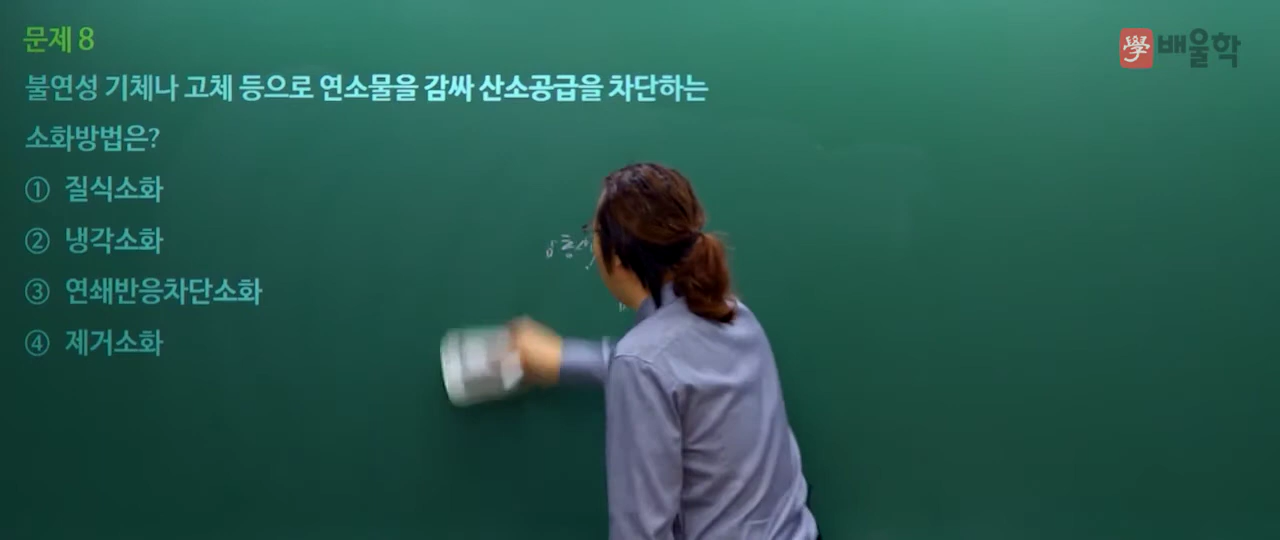 문제 8
學 배울학
불연성 기체나 고체 등으로 연소물을 감싸 산소공급을 차단하는
소화방법은?
① 질식소화
② 냉각소화
③ 연쇄반응차단소화
④ 제거소화